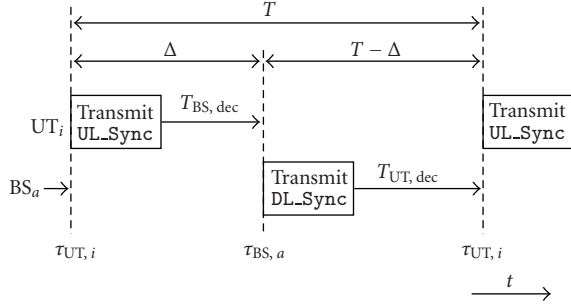 T
Δ T − Δ
UT_i Transmit UL_Sync T_BS, dec Transmit UL_Sync
BS_a Transmit DL_Sync T_UT, dec
τ_UT, i τ_BS, a τ_UT, i
t